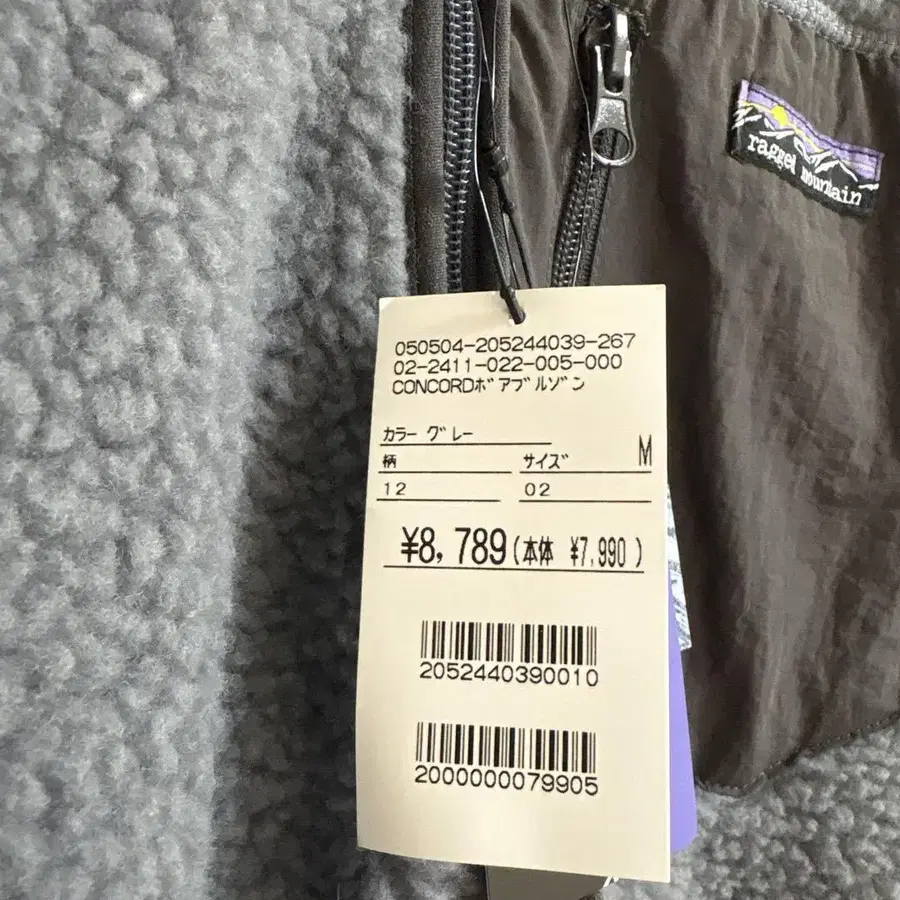 ragged mountain
050504-205244039-267
02-2411-022-005-000
CONCORDﾎﾞｱﾌﾞﾙｿﾞﾝ
ｶﾗｰ ｸﾞﾚｰ
柄 ｻｲｽﾞ M
12 02
¥8,789(本体 ¥7,990)
2052440390010
2000000079905